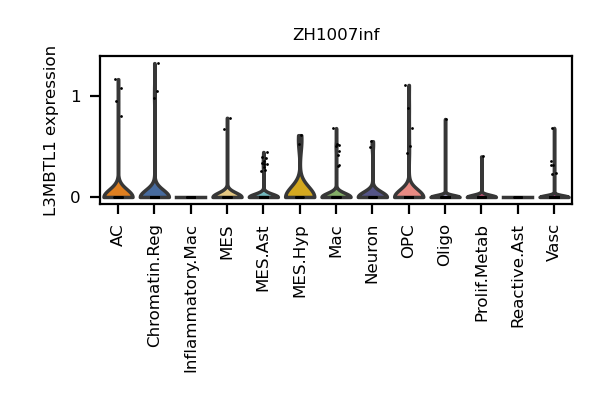 ZH1007inf
L3MBTL1 expression
1
0
AC
Chromatin.Reg
Inflammatory.Mac
MES
MES.Ast
MES.Hyp
Mac
Neuron
OPC
Oligo
Prolif.Metab
Reactive.Ast
Vasc